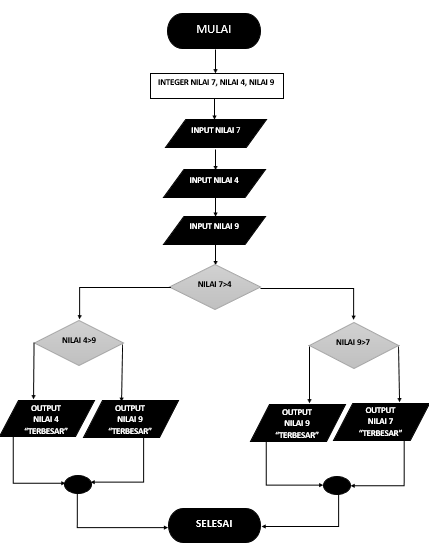 MULAI
INTEGER NILAI 7, NILAI 4, NILAI 9
INPUT NILAI 7
INPUT NILAI 4
INPUT NILAI 9
NILAI 7>4
NILAI 4>9
NILAI 9>7
OUTPUT
NILAI 4
“TERBESAR”
OUTPUT
NILAI 9
“TERBESAR”
OUTPUT
NILAI 9
“TERBESAR”
OUTPUT
NILAI 7
“TERBESAR”
SELESAI